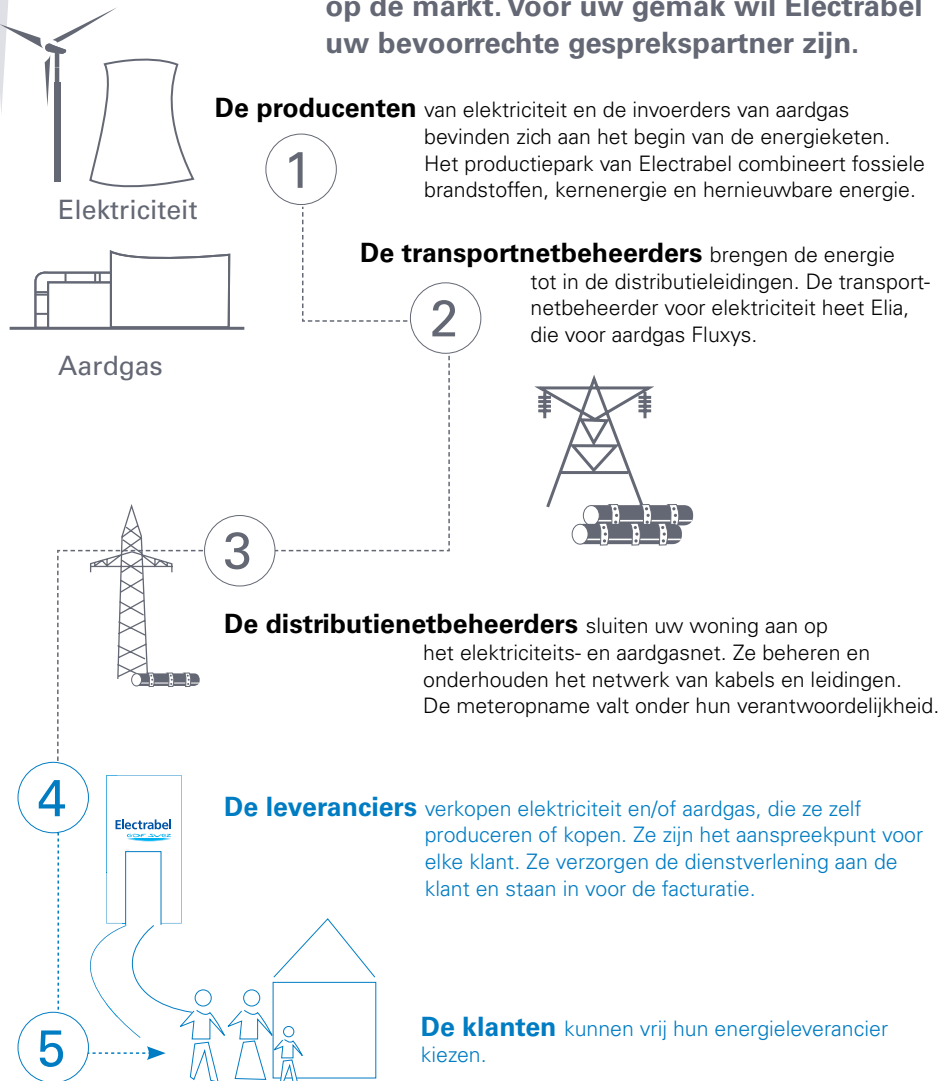 op de markt. Voor uw gemak wil Electrabel
uw bevoorrechte gesprekspartner zijn.
De producenten van elektriciteit en de invoerders van aardgas
bevinden zich aan het begin van de energieketen.
Het productiepark van Electrabel combineert fossiele
brandstoffen, kernenergie en hernieuwbare energie.
1
Elektriciteit
De transportnetbeheerders brengen de energie
tot in de distributieleidingen. De transport-
netbeheerder voor elektriciteit heet Elia,
die voor aardgas Fluxys.
2
Aardgas
3
De distributienetbeheerders sluiten uw woning aan op
het elektriciteits- en aardgasnet. Ze beheren en
onderhouden het netwerk van kabels en leidingen.
De meteropname valt onder hun verantwoordelijkheid.
4
Electrabel
GDF SUEZ
De leveranciers verkopen elektriciteit en/of aardgas, die ze zelf
produceren of kopen. Ze zijn het aanspreekpunt voor
elke klant. Ze verzorgen de dienstverlening aan de
klant en staan in voor de facturatie.
5
De klanten kunnen vrij hun energieleverancier
kiezen.